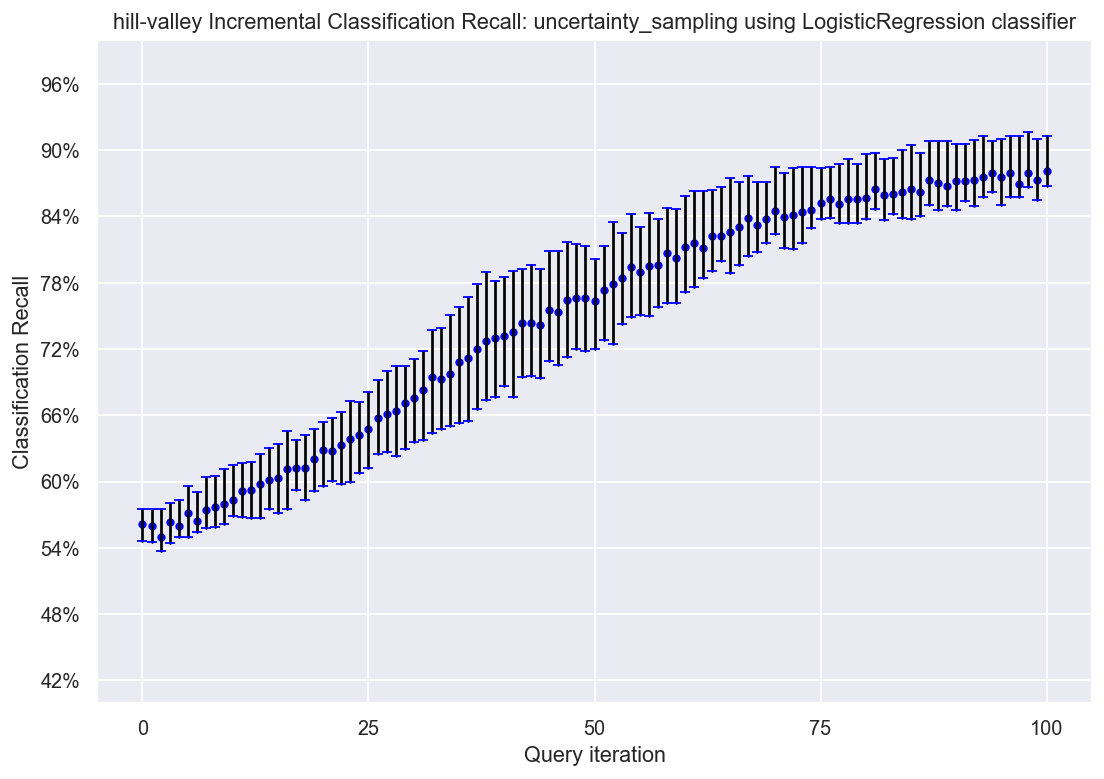 hill-valley Incremental Classification Recall: uncertainty_sampling using LogisticRegression classifier
96%
90%
84%
78%
72%
66%
60%
54%
48%
42%
Classification Recall
0 25 50 75 100
Query iteration